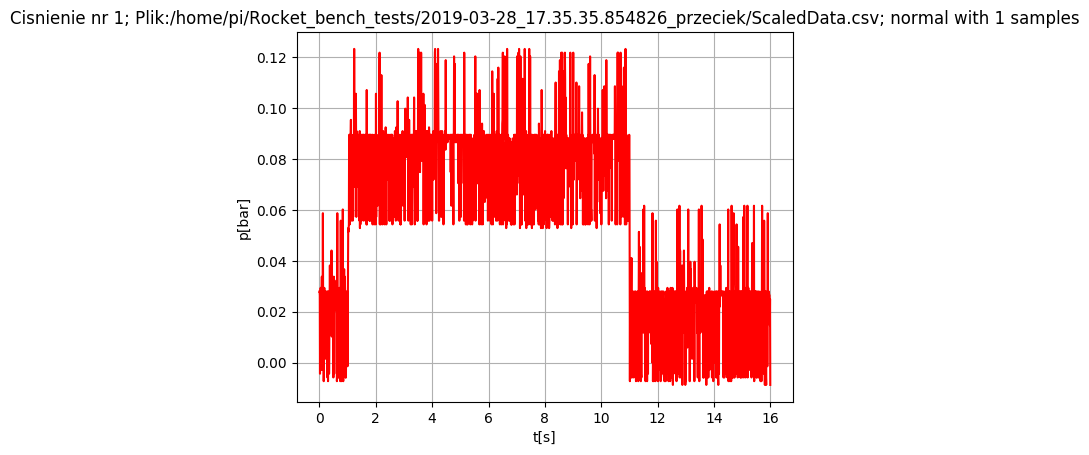 Cisnienie nr 1; Plik:/home/pi/Rocket_bench_tests/2019-03-28_17.35.35.854826_przeciek/ScaledData.csv; normal with 1 samples
0.12
0.10
0.08
0.06
0.04
0.02
0.00
p[bar]
0 2 4 6 8 10 12 14 16
t[s]